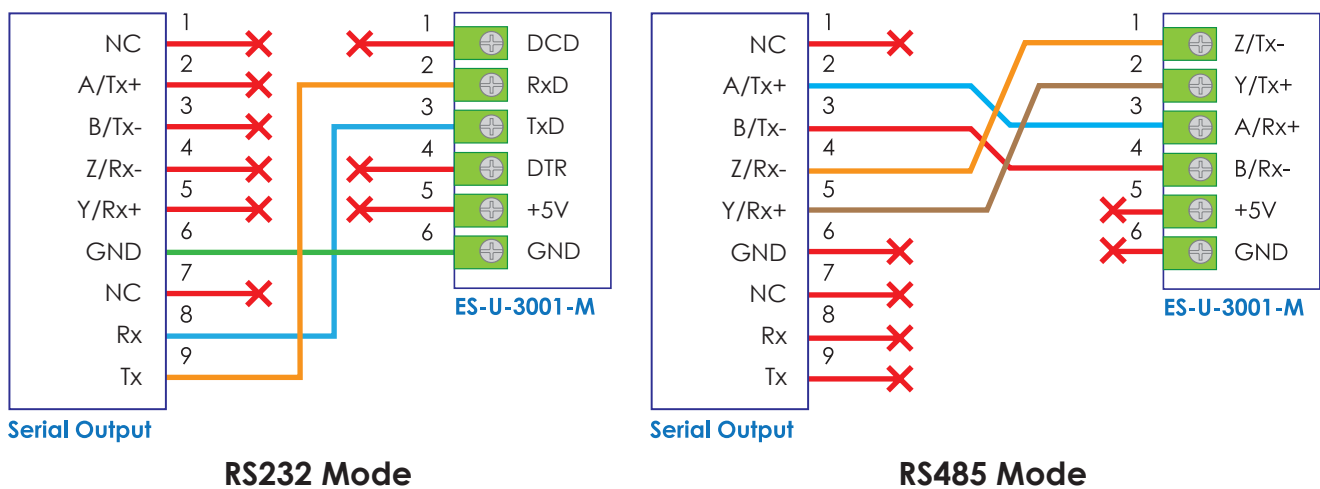 1
NC
2
A/Tx+
3
B/Tx-
4
Z/Rx-
5
Y/Rx+
6
GND
7
NC
8
Rx
9
Tx
Serial Output
1
DCD
2
RxD
3
TxD
4
DTR
5
+5V
6
GND
ES-U-3001-M
RS232 Mode
1
NC
2
A/Tx+
3
B/Tx-
4
Z/Rx-
5
Y/Rx+
6
GND
7
NC
8
Rx
9
Tx
Serial Output
1
Z/Tx-
2
Y/Tx+
3
A/Rx+
4
B/Rx-
5
+5V
6
GND
ES-U-3001-M
RS485 Mode